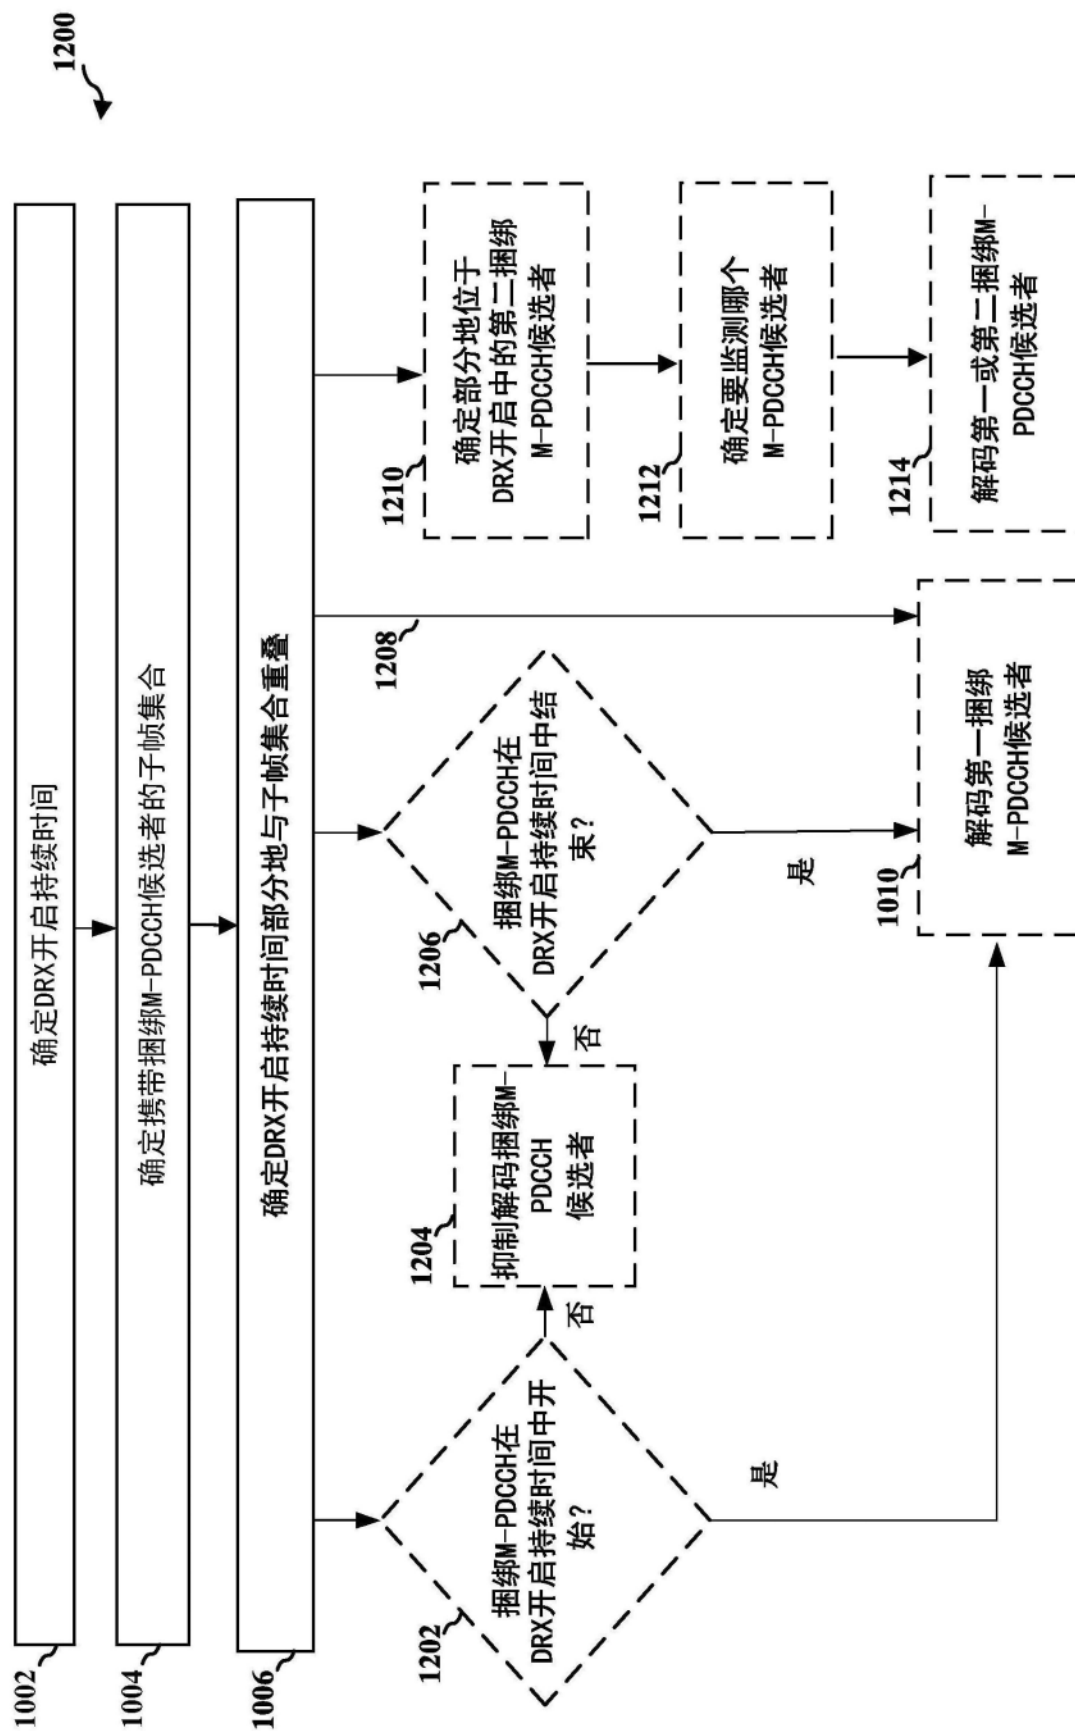 1200
1002
确定DRX开启持续时间
1004
确定携带捆绑M-PDCCH候选者的子帧集合
1006
确定DRX开启持续时间部分地与子帧集合重叠
1202
捆绑M-PDCCH在
DRX开启持续时间中开
始?
否
是
1204
抑制解码捆绑M-
PDCCH
候选者
1206
捆绑M-PDCCH在
DRX开启持续时间中结
束?
否
是
1208
1010
解码第一捆绑
M-PDCCH候选者
1210
确定部分地位于
DRX开启中的第二捆绑
M-PDCCH候选者
1212
确定要监测哪个
M-PDCCH候选者
1214
解码第一或第二捆绑M-
PDCCH候选者